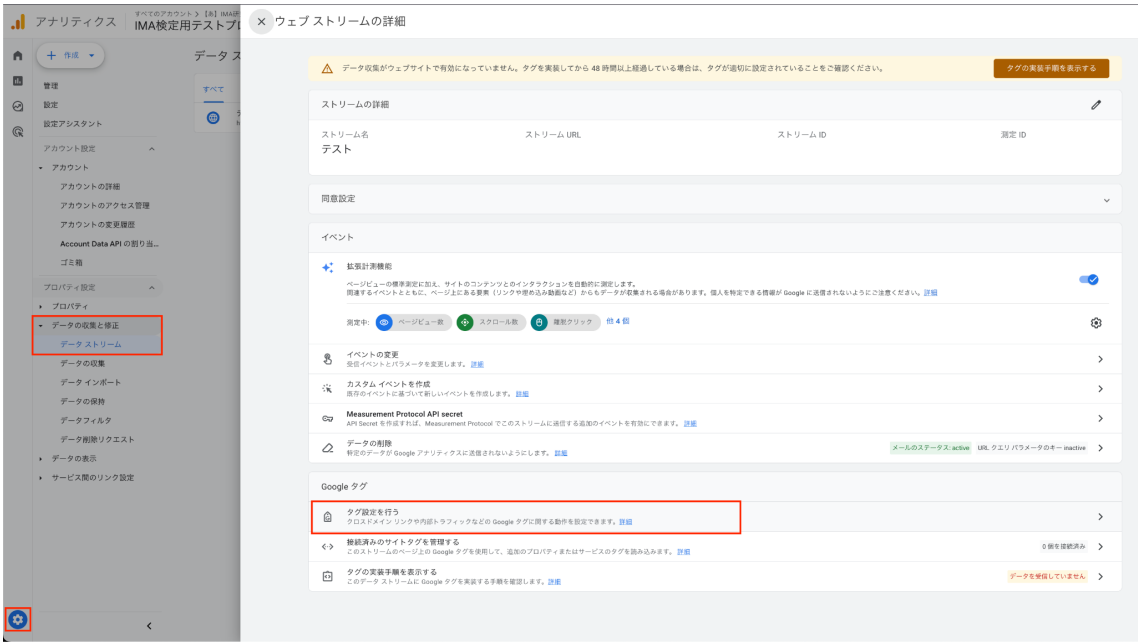 アナリティクス
すべてのアカウント > 【あ】IMA研
IMA検定用テストプ
ウェブ ストリームの詳細
作成
管理
設定
設定アシスタント
アカウント設定
アカウント
アカウントの詳細
アカウントのアクセス管理
アカウントの変更履歴
Account Data API の割り当...
ゴミ箱
プロパティ設定
プロパティ
データの収集と修正
データ ストリーム
データの収集
データ インポート
データの保持
データフィルタ
データ削除リクエスト
データの表示
サービス間のリンク設定
データ ス
すべて
データ収集がウェブサイトで有効になっていません。タグを実装してから 48 時間以上経過している場合は、タグが適切に設定されていることをご確認ください。
タグの実装手順を表示する
ストリームの詳細
ストリーム名 ストリーム URL ストリーム ID 測定 ID
テスト
同意設定
イベント
拡張計測機能
ページビューの標準測定に加え、サイトのコンテンツとのインタラクションを自動的に測定します。
関連するイベントとともに、ページ上にある要素（リンクや埋め込み動画など）からもデータが収集される場合があります。個人を特定できる情報が Google に送信されないようにご注意ください。詳細
測定中: ページビュー数 スクロール数 離脱クリック 他 4 個
イベントの変更
受信イベントとパラメータを変更します。 詳細
カスタム イベントを作成
既存のイベントに基づいて新しいイベントを作成します。詳細
Measurement Protocol API secret
API Secret を作成すれば、Measurement Protocol でこのストリームに送信する追加のイベントを有効にできます。 詳細
データの削除
特定のデータが Google アナリティクスに送信されないようにします。詳細
メールのステータス: active URL クエリ パラメータのキー inactive
Google タグ
タグ設定を行う
クロスドメイン リンクや内部トラフィックなどの Google タグに関する動作を設定できます。詳細
接続済みのサイトタグを管理する
このストリームのページ上の Google タグを使用して、追加のプロパティまたはサービスのタグを読み込みます。 詳細
0 個を接続済み
タグの実装手順を表示する
このデータ ストリームに Google タグを実装する手順を確認します。詳細
データを受信していません